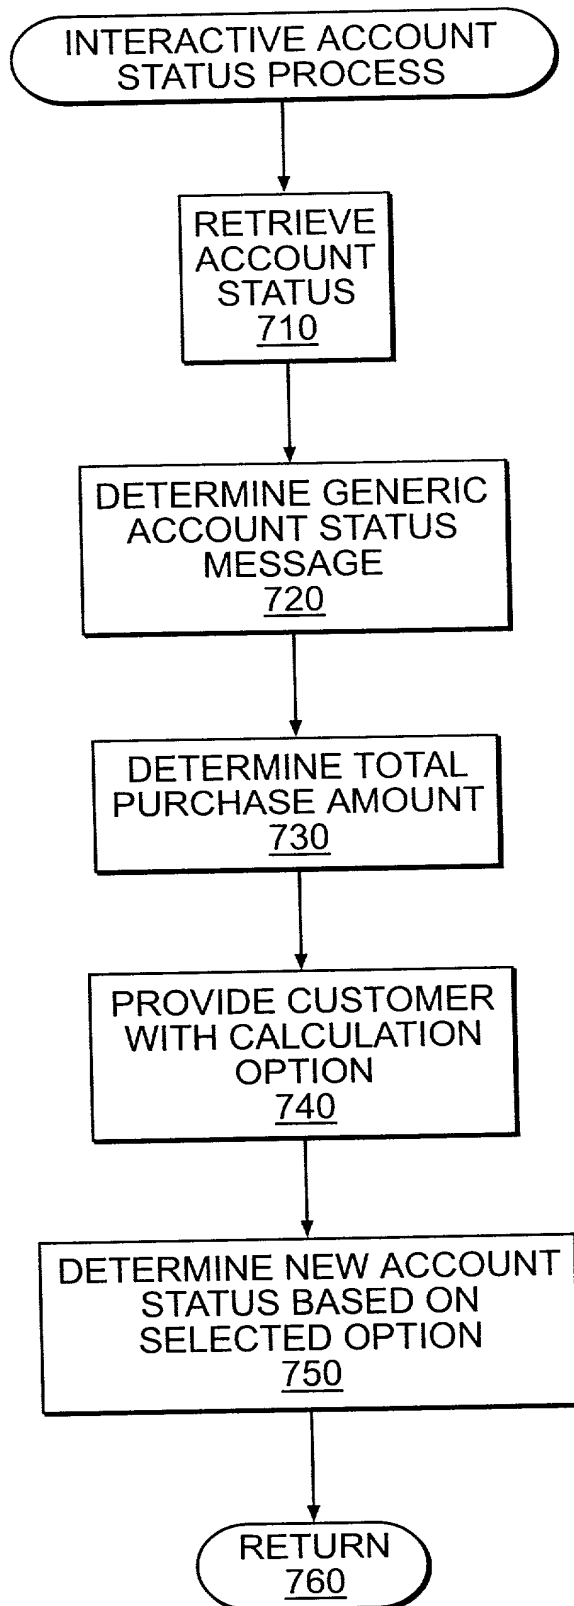 INTERACTIVE ACCOUNT
STATUS PROCESS
RETRIEVE
ACCOUNT
STATUS
710
DETERMINE GENERIC
ACCOUNT STATUS
MESSAGE
720
DETERMINE TOTAL
PURCHASE AMOUNT
730
PROVIDE CUSTOMER
WITH CALCULATION
OPTION
740
DETERMINE NEW ACCOUNT
STATUS BASED ON
SELECTED OPTION
750
RETURN
760